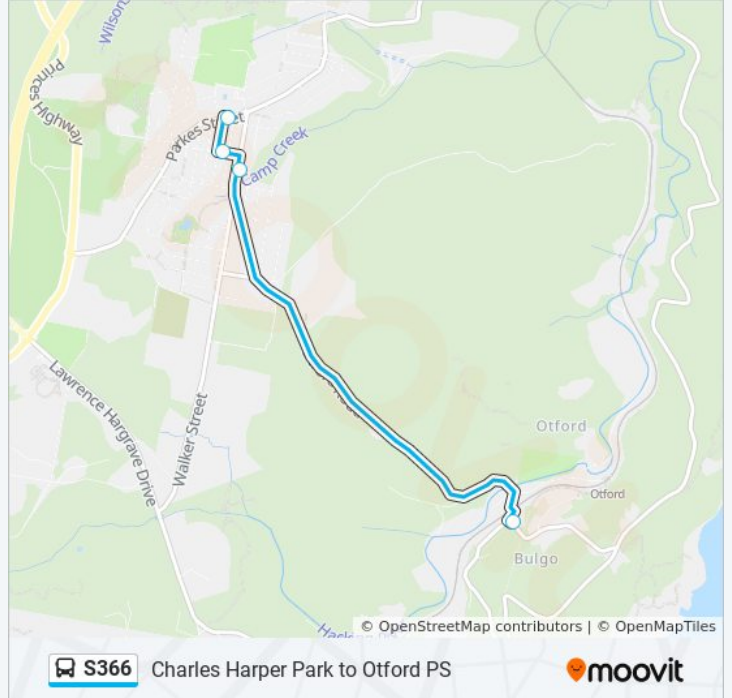 Wilson
Princes Highway
Parkes Street
Camp Creek
Lawrence Hargrave Drive
Walker Street
Otford
Otford
Bulgo
Hacking
© OpenStreetMap contributors | © OpenMapTiles
S366
Charles Harper Park to Otford PS
moovit